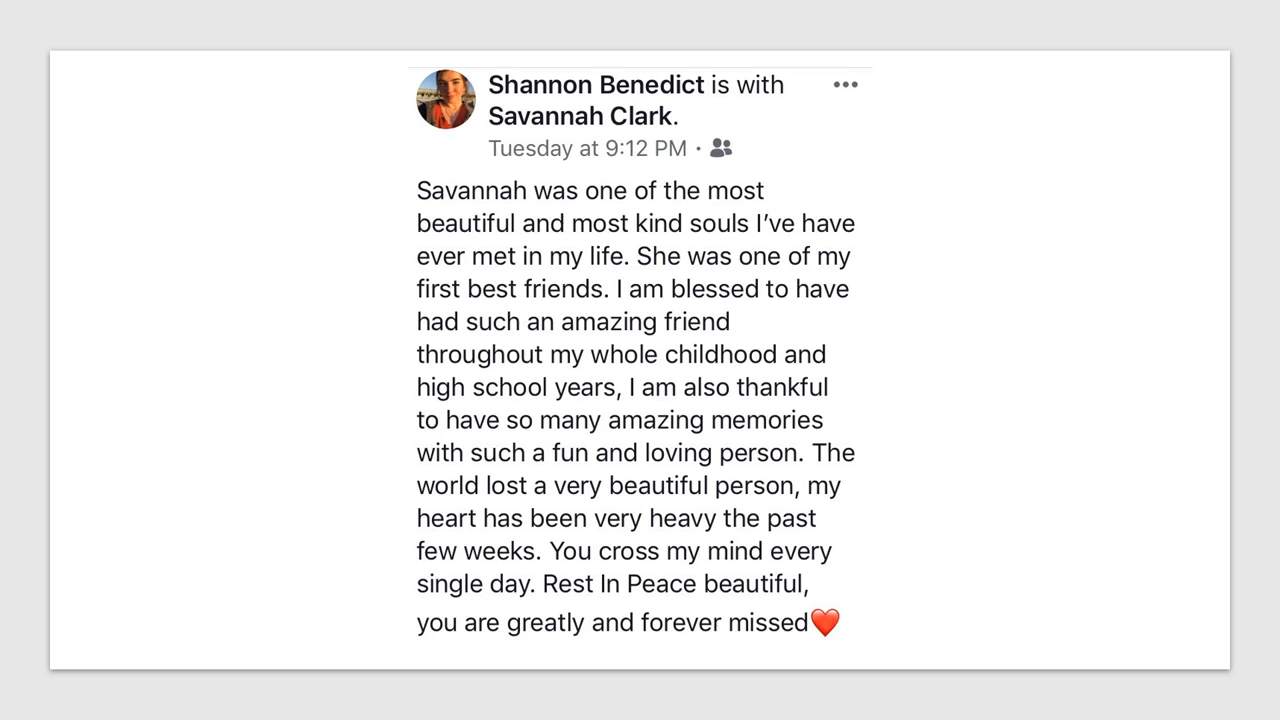 Shannon Benedict is with
Savannah Clark.
Tuesday at 9:12 PM ·
Savannah was one of the most
beautiful and most kind souls I’ve have
ever met in my life. She was one of my
first best friends. I am blessed to have
had such an amazing friend
throughout my whole childhood and
high school years, I am also thankful
to have so many amazing memories
with such a fun and loving person. The
world lost a very beautiful person, my
heart has been very heavy the past
few weeks. You cross my mind every
single day. Rest In Peace beautiful,
you are greatly and forever missed❤️